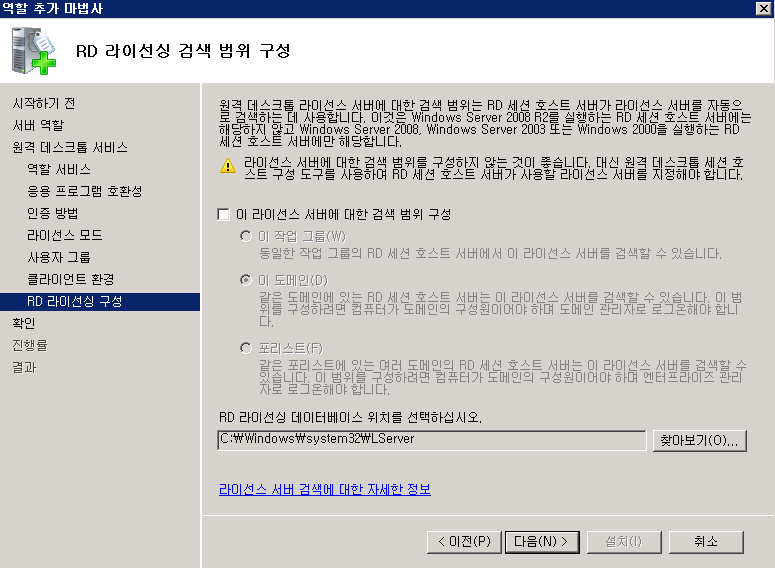 역할 추가 마법사
RD 라이선싱 검색 범위 구성
시작하기 전
서버 역할
원격 데스크톱 서비스
역할 서비스
응용 프로그램 호환성
인증 방법
라이선스 모드
사용자 그룹
클라이언트 환경
RD 라이선싱 구성
확인
진행률
결과
원격 데스크톱 라이선스 서버에 대한 검색 범위는 RD 세션 호스트 서버가 라이선스 서버를 자동으
로 검색하는 데 사용합니다. 이것은 Windows Server 2008 R2를 실행하는 RD 세션 호스트 서버에는
해당하지 않고 Windows Server 2008, Windows Server 2003 또는 Windows 2000을 실행하는 RD
세션 호스트 서버에만 해당합니다.
라이선스 서버에 대한 검색 범위를 구성하지 않는 것이 좋습니다. 대신 원격 데스크톱 세션 호
스트 구성 도구를 사용하여 RD 세션 호스트 서버가 사용할 라이선스 서버를 지정해야 합니다.
이 라이선스 서버에 대한 검색 범위 구성
이 작업 그룹(W)
동일한 작업 그룹의 RD 세션 호스트 서버에서 이 라이선스 서버를 검색할 수 있습니다.
이 도메인(D)
같은 도메인에 있는 RD 세션 호스트 서버는 이 라이선스 서버를 검색할 수 있습니다. 이 범
위를 구성하려면 컴퓨터가 도메인의 구성원이어야 하며 도메인 관리자로 로그온해야 합니
다.
포리스트(F)
같은 포리스트에 있는 여러 도메인의 RD 세션 호스트 서버는 이 라이선스 서버를 검색할 수
있습니다. 이 범위를 구성하려면 컴퓨터가 도메인의 구성원이어야 하며 엔터프라이즈 관리
자로 로그온해야 합니다.
RD 라이선싱 데이터베이스 위치를 선택하십시오.
C:₩Windows₩system32₩LServer
찾아보기(O)...
라이선스 서버 검색에 대한 자세한 정보
< 이전(P)
다음(N) >
설치(I)
취소